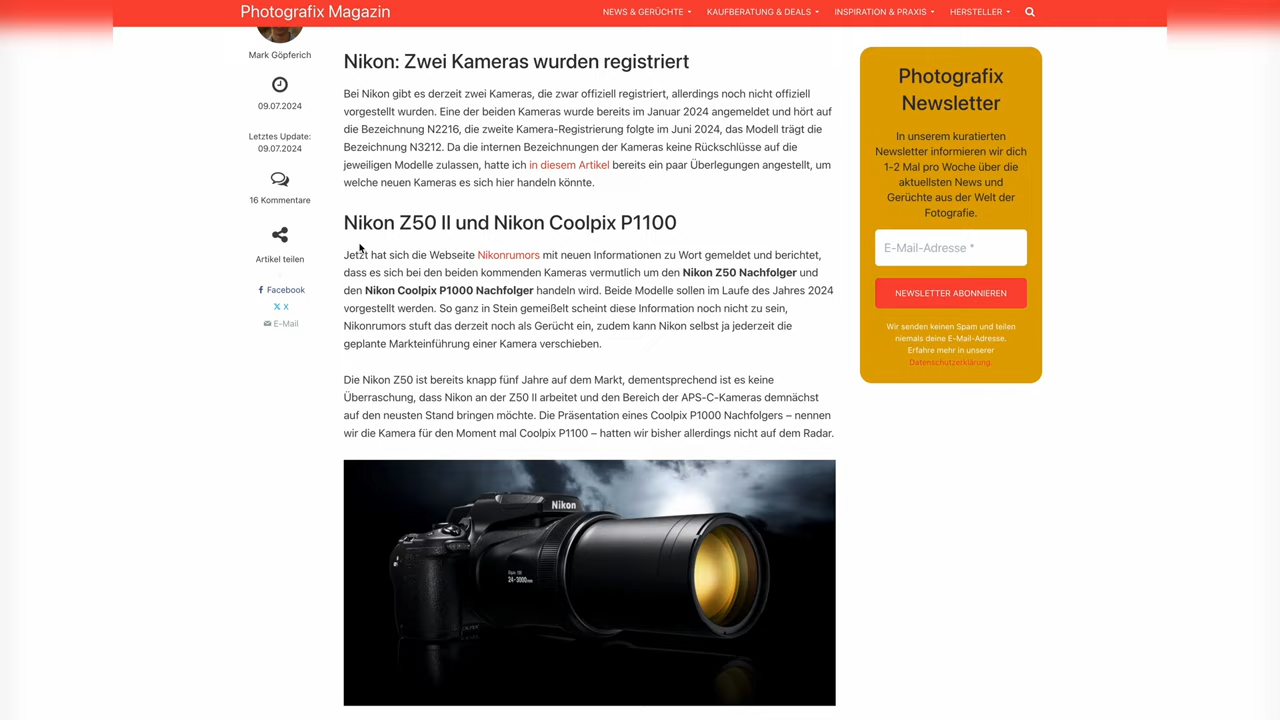 Photografix Magazin
NEWS & GERÜCHTE
KAUFBERATUNG & DEALS
INSPIRATION & PRAXIS
HERSTELLER
Mark Göpferich
09.07.2024
Letztes Update:
09.07.2024
16 Kommentare
Artikel teilen
Facebook
X
E-Mail
Nikon: Zwei Kameras wurden registriert
Bei Nikon gibt es derzeit zwei Kameras, die zwar offiziell registriert, allerdings noch nicht offiziell
vorgestellt wurden. Eine der beiden Kameras wurde bereits im Januar 2024 angemeldet und hört auf
die Bezeichnung N2216, die zweite Kamera-Registrierung folgte im Juni 2024, das Modell trägt die
Bezeichnung N3212. Da die internen Bezeichnungen der Kameras keine Rückschlüsse auf die
jeweiligen Modelle zulassen, hatte ich in diesem Artikel bereits ein paar Überlegungen angestellt, um
welche neuen Kameras es sich hier handeln könnte.
Nikon Z50 II und Nikon Coolpix P1100
Jetzt hat sich die Webseite Nikonrumors mit neuen Informationen zu Wort gemeldet und berichtet,
dass es sich bei den beiden kommenden Kameras vermutlich um den Nikon Z50 Nachfolger und
den Nikon Coolpix P1000 Nachfolger handeln wird. Beide Modelle sollen im Laufe des Jahres 2024
vorgestellt werden. So ganz in Stein gemeißelt scheint diese Information noch nicht zu sein,
Nikonrumors stuft das derzeit noch als Gerücht ein, zudem kann Nikon selbst ja jederzeit die
geplante Markteinführung einer Kamera verschieben.
Die Nikon Z50 ist bereits knapp fünf Jahre auf dem Markt, dementsprechend ist es keine
Überraschung, dass Nikon an der Z50 II arbeitet und den Bereich der APS-C-Kameras demnächst
auf den neusten Stand bringen möchte. Die Präsentation eines Coolpix P1000 Nachfolgers – nennen
wir die Kamera für den Moment mal Coolpix P1100 – hatten wir bisher allerdings nicht auf dem Radar.
Nikon
24-3000mm
Photografix
Newsletter
In unserem kuratierten
Newsletter informieren wir dich
1-2 Mal pro Woche über die
aktuellsten News und
Gerüchte aus der Welt der
Fotografie.
E-Mail-Adresse *
NEWSLETTER ABONNIEREN
Wir senden keinen Spam und teilen
niemals deine E-Mail-Adresse.
Erfahre mehr in unserer
Datenschutzerklärung.